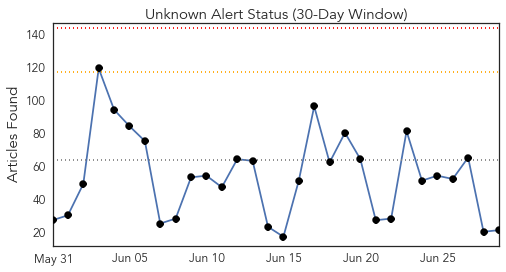 Unknown Alert Status (30-Day Window)
Articles Found
140
120
100
80
60
40
20
May 31
Jun 05
Jun 10
Jun 15
Jun 20
Jun 25